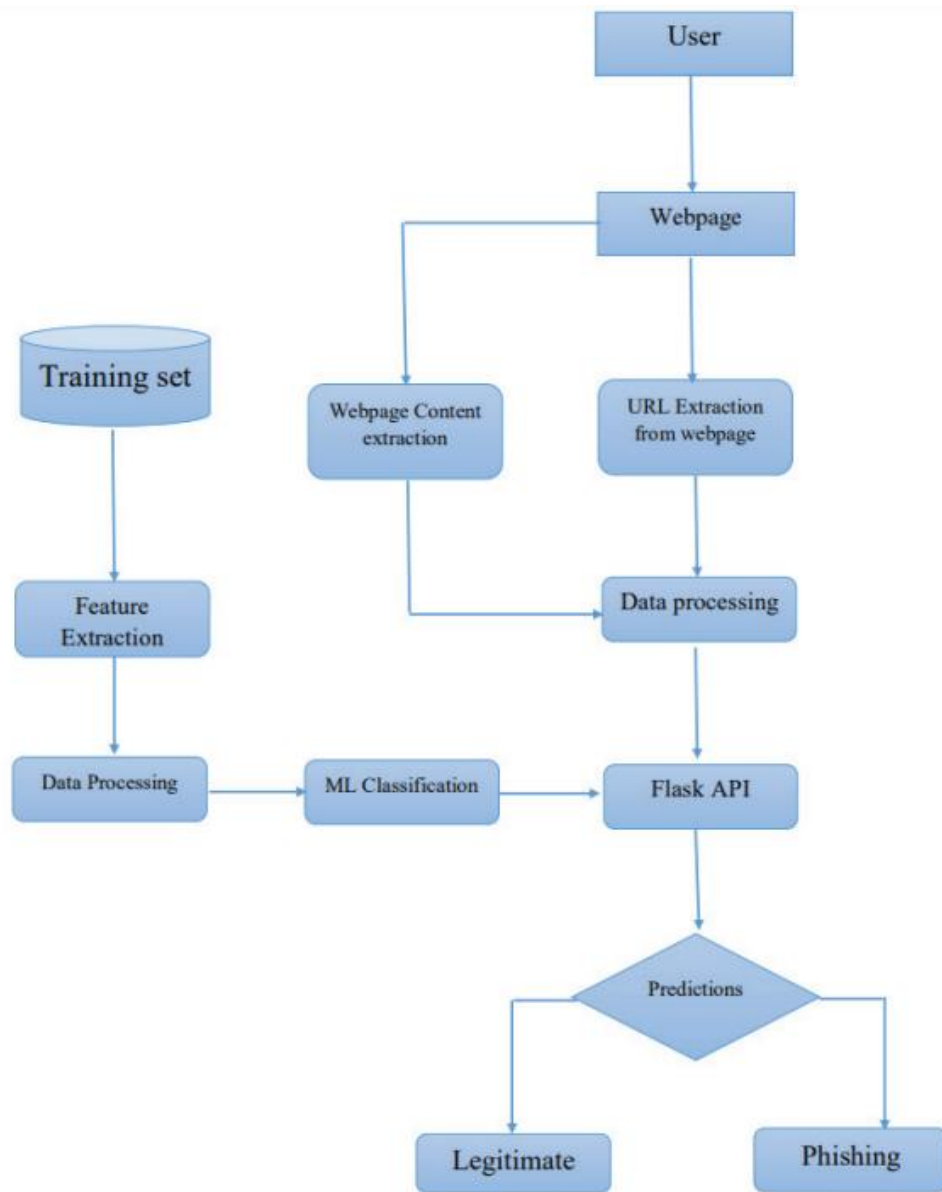 User
Webpage
Training set
Webpage Content
extraction
URL Extraction
from webpage
Feature
Extraction
Data processing
Data Processing
ML Classification
Flask API
Predictions
Legitimate
Phishing